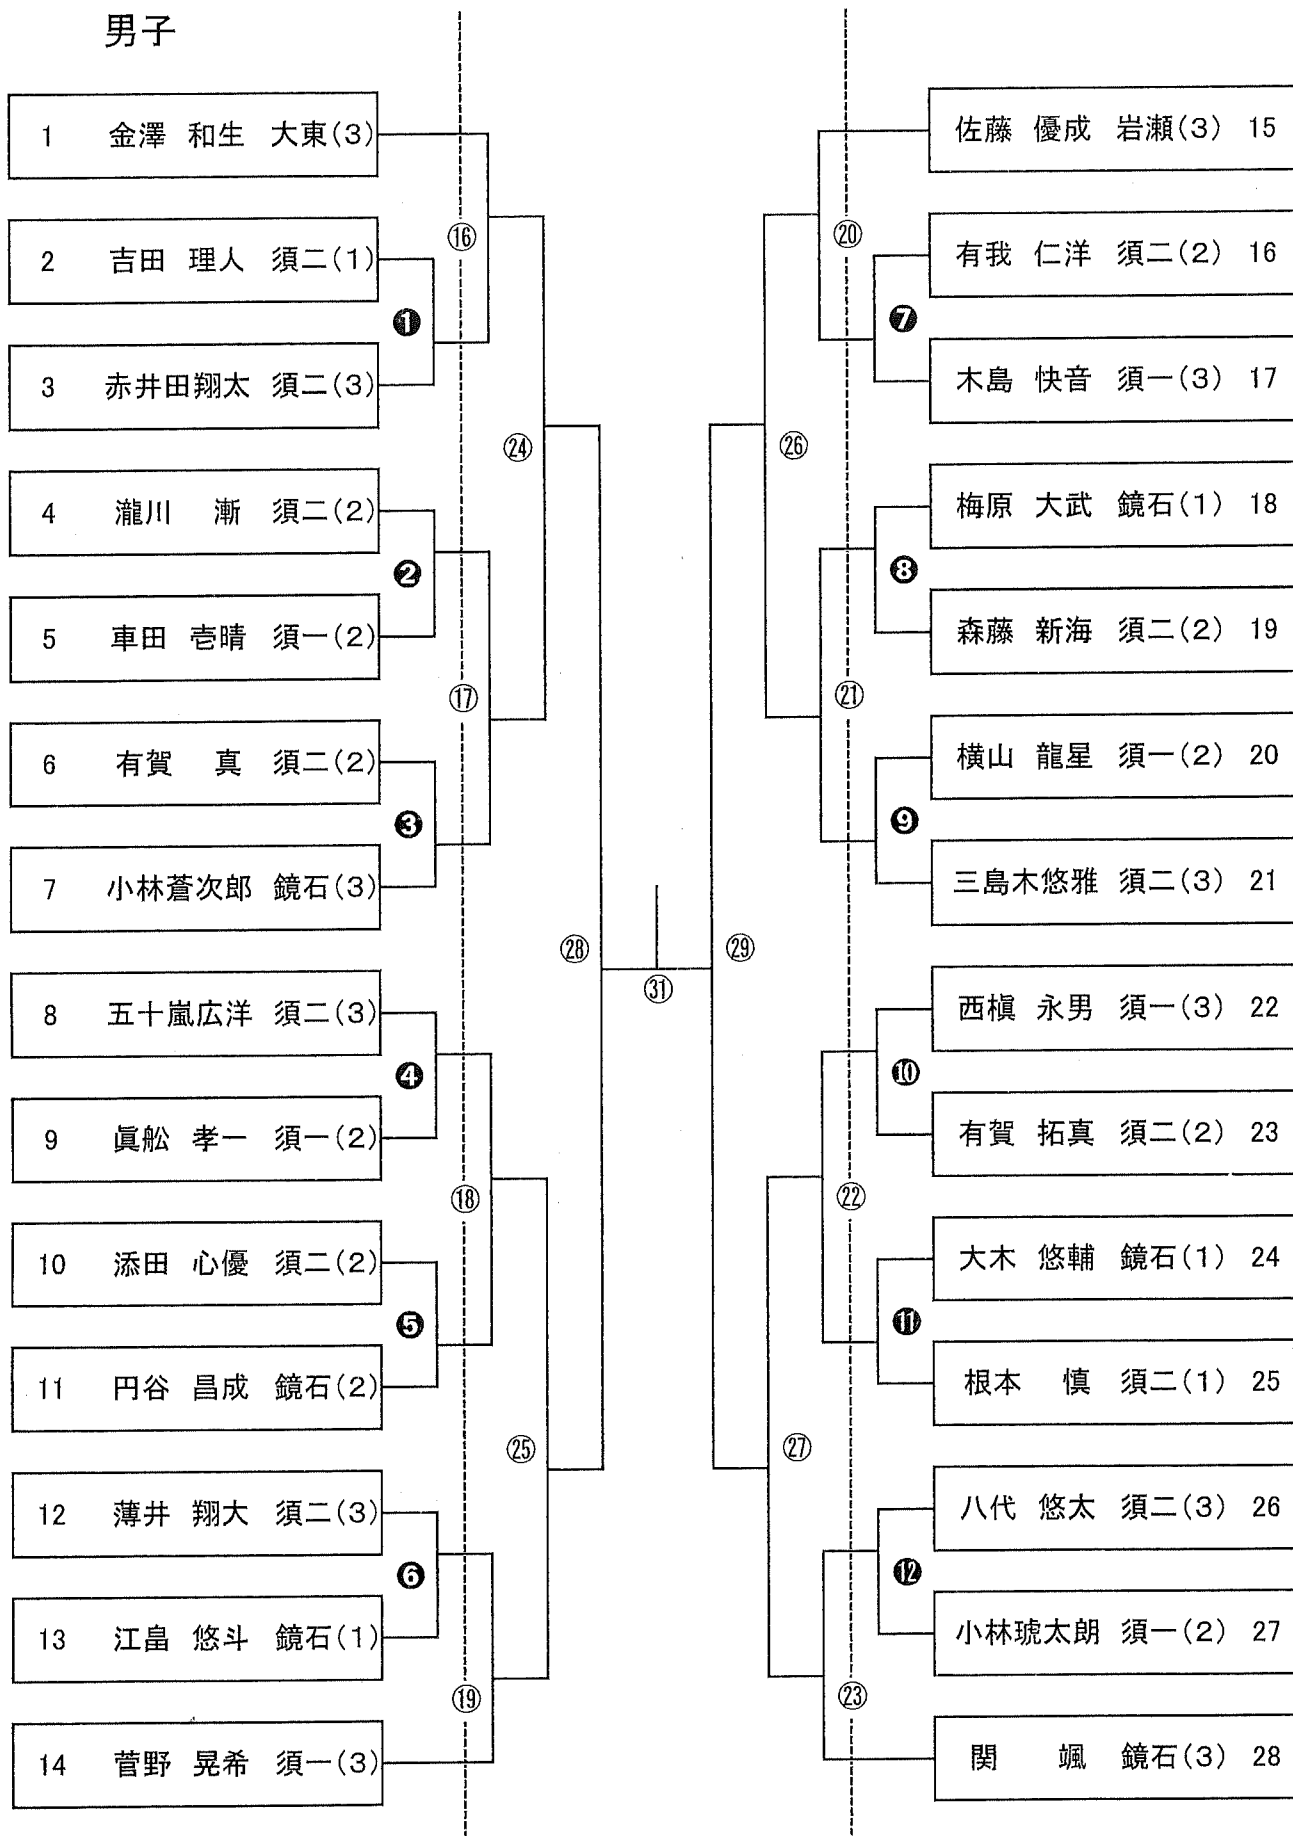 男子
1 金澤 和生 大東(3)
2 吉田 理人 須二(1)
3 赤井田翔太 須二(3)
4 瀧川 漸 須二(2)
5 車田 壱晴 須一(2)
6 有賀 真 須二(2)
7 小林蒼次郎 鏡石(3)
8 五十嵐広洋 須二(3)
9 眞舩 孝一 須一(2)
10 添田 心優 須二(2)
11 円谷 昌成 鏡石(2)
12 薄井 翔大 須二(3)
13 江畠 悠斗 鏡石(1)
14 菅野 晃希 須一(3)
❶
❷
❸
❹
❺
❻
⑯
⑰
⑱
⑲
㉔
㉕
㉘
㉛
㉙
㉖
㉗
⑳
㉑
㉒
㉓
❼
❽
❾
❿
⓫
⓬
佐藤 優成 岩瀬(3) 15
有我 仁洋 須二(2) 16
木島 快音 須一(3) 17
梅原 大武 鏡石(1) 18
森藤 新海 須二(2) 19
横山 龍星 須一(2) 20
三島木悠雅 須二(3) 21
西槇 永男 須一(3) 22
有賀 拓真 須二(2) 23
大木 悠輔 鏡石(1) 24
根本 慎 須二(1) 25
八代 悠太 須二(3) 26
小林琥太朗 須一(2) 27
関 颯 鏡石(3) 28